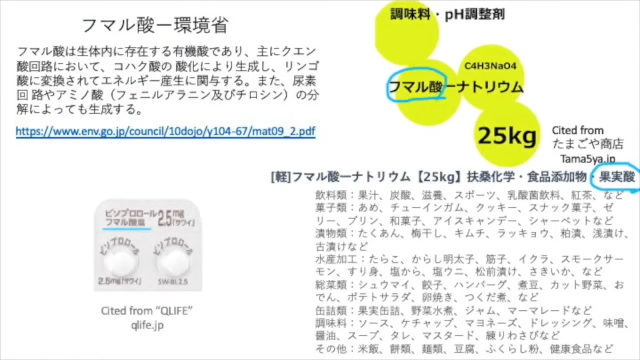 フマル酸ー環境省
フマル酸は生体内に存在する有機酸であり、主にクエン
酸回路において、コハク酸の 酸化により生成し、リンゴ
酸に変換されてエネルギー産生に関与する。また、尿素
回 路やアミノ酸（フェニルアラニン及びチロシン）の分
解によっても生成する。
https://www.env.go.jp/council/10dojo/y104-67/mat09_2.pdf
調味料・pH調整剤
C4H3NaO4
フマル酸一ナトリウム
25kg
Cited from
たまごや商店
Tama5ya.jp
[軽]フマル酸一ナトリウム【25kg】扶桑化学・食品添加物・果実酸
飲料類：果汁、炭酸、滋養、スポーツ、乳酸菌飲料、紅茶、など
菓子類：あめ、チューインガム、クッキー、スナック菓子、ゼ
リー、プリン、和菓子、アイスキャンデー、シャーベットなど
漬物類：たくあん、梅干し、キムチ、ラッキョウ、粕漬、浅漬け、
古漬けなど
水産加工：たらこ、からし明太子、筋子、イクラ、スモークサー
モン、すり身、塩から、塩ウニ、松前漬け、さきいか、など
総菜類：シュウマイ、餃子、ハンバーグ、煮豆、カット野菜、お
でん、ポテトサラダ、卵焼き、つくだ煮、など
缶詰類：果実缶詰、野菜水煮、ジャム、マーマレードなど
調味料：ソース、ケチャップ、マヨネーズ、ドレッシング、味噌、
醤油、スープ、タレ、マスタード、練りわさびなど
その他：米飯、餅類、麺類、豆腐、ふくらし粉、健康食品など
ビソプロロール
フマル酸塩
2.5mg
ビソプロロール
ビソプロロール
2.5mg「サワイ」
SW-BL2.5
Cited from “QLIFE”
qlife.jp